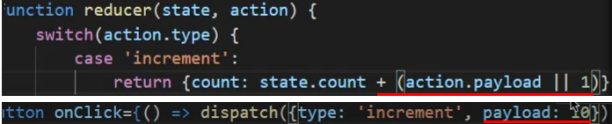 function reducer(state, action) {
switch(action.type) {
case 'increment':
return {count: state.count + (action.payload || 1)}
utton onClick={() => dispatch({type: 'increment', payload: 10})